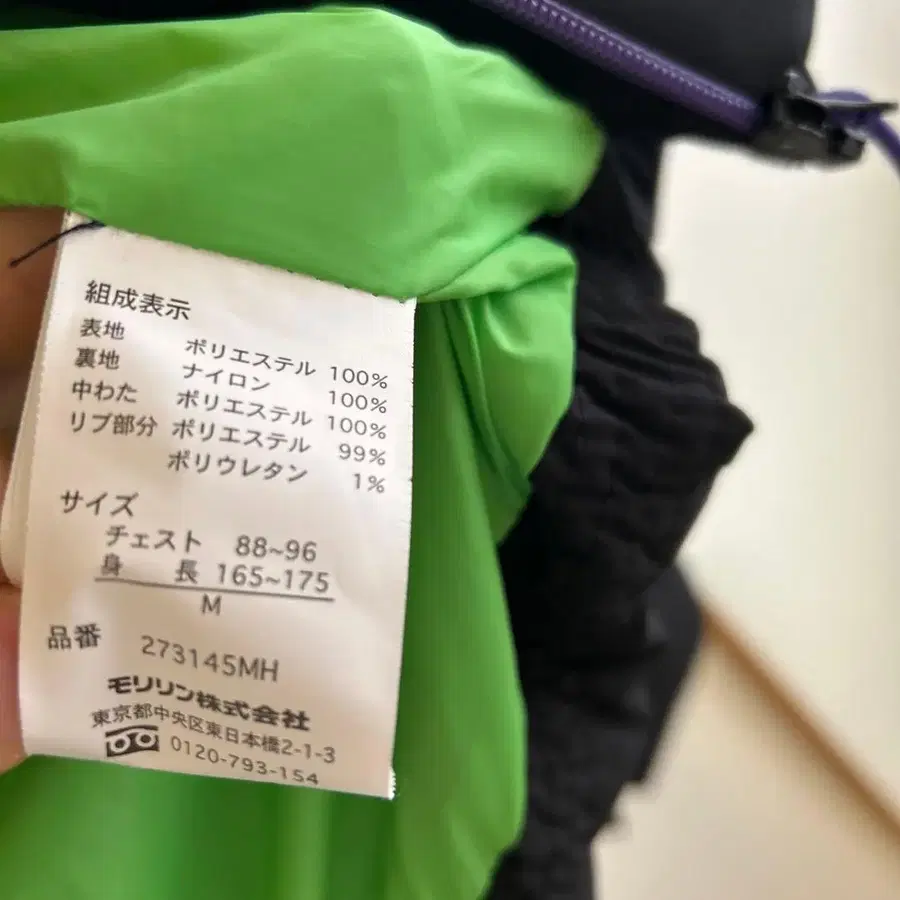 組成表示
表地 ポリエステル 100%
裏地 ナイロン 100%
中わた ポリエステル 100%
リブ部分 ポリエステル 99%
ポリウレタン 1%
サイズ
チェスト 88~96
身 長 165~175
M
品番 273145MH
モリリン株式会社
東京都中央区東日本橋2-1-3
0120-793-154